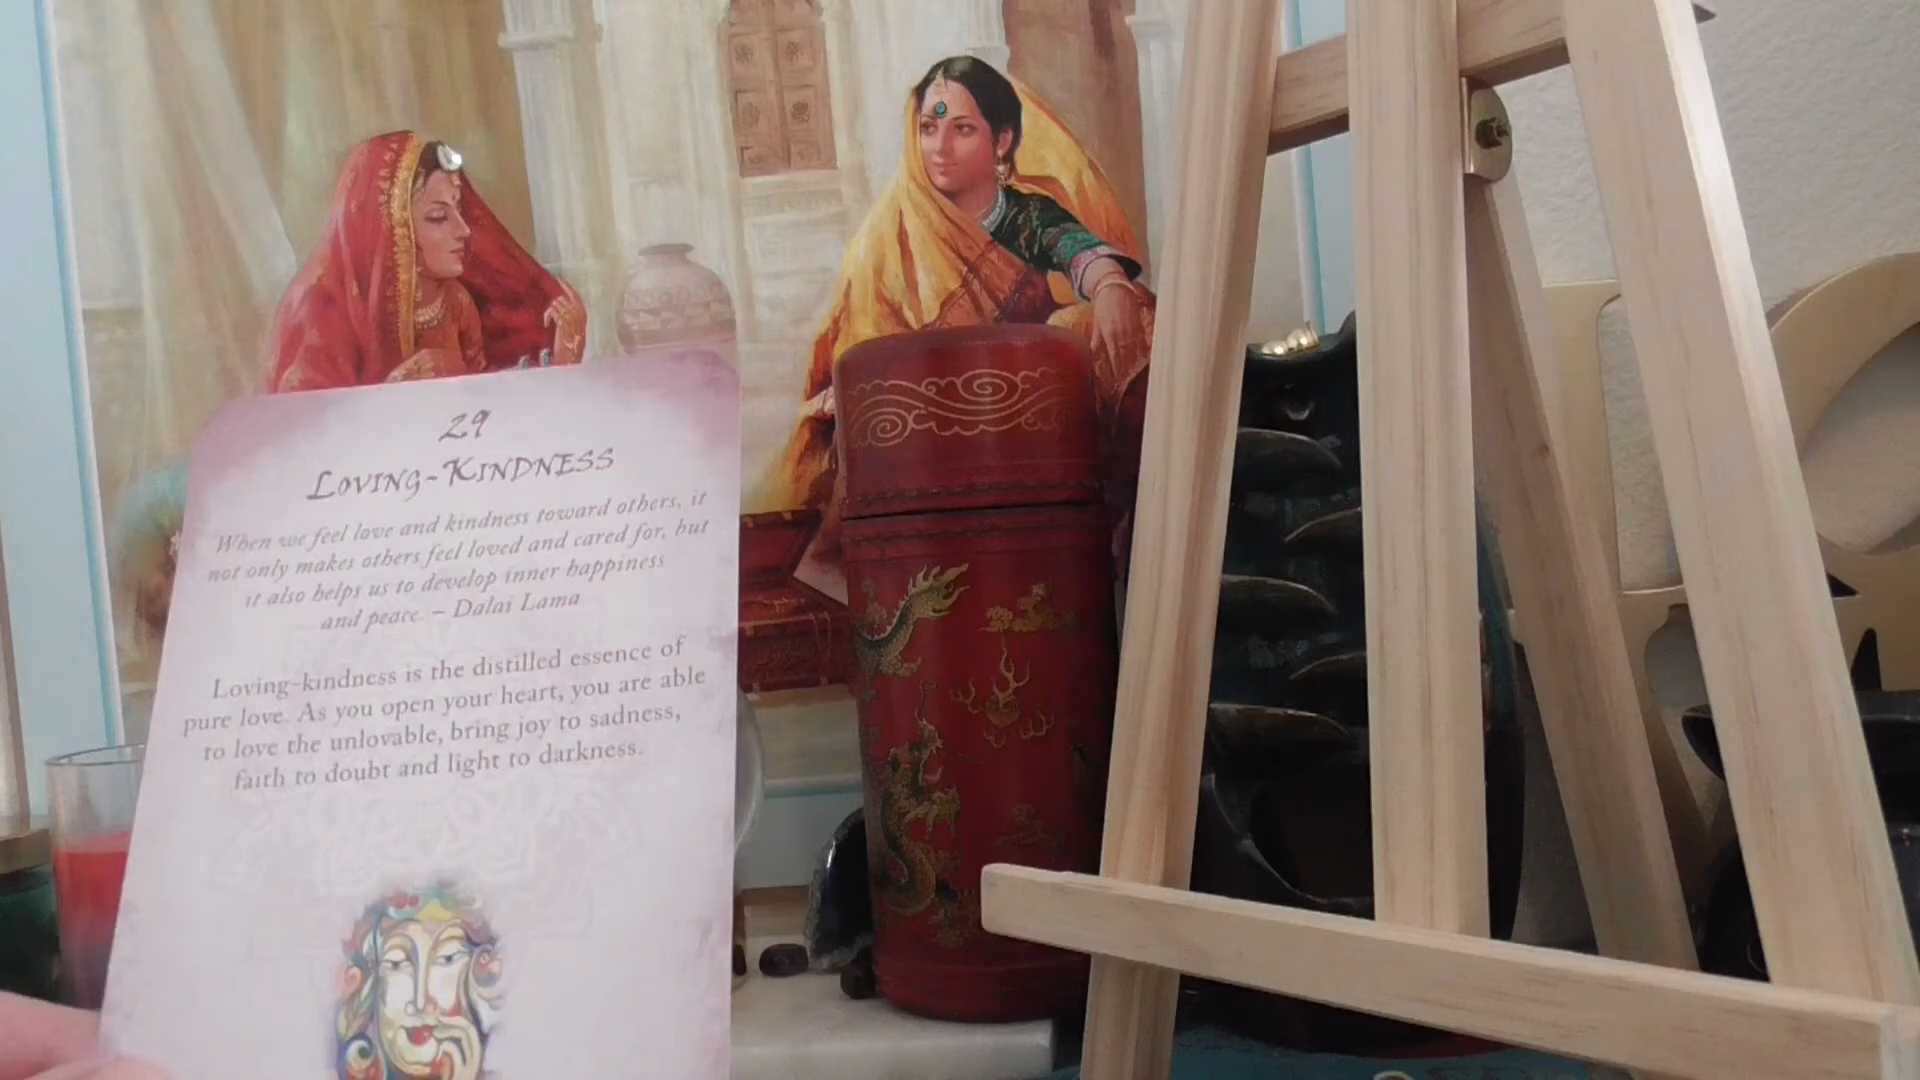 29
LOVING-KINDNESS
When we feel love and kindness toward others, it
not only makes others feel loved and cared for, but
it also helps us to develop inner happiness
and peace. – Dalai Lama
Loving-kindness is the distilled essence of
pure love. As you open your heart, you are able
to love the unlovable, bring joy to sadness,
faith to doubt and light to darkness.